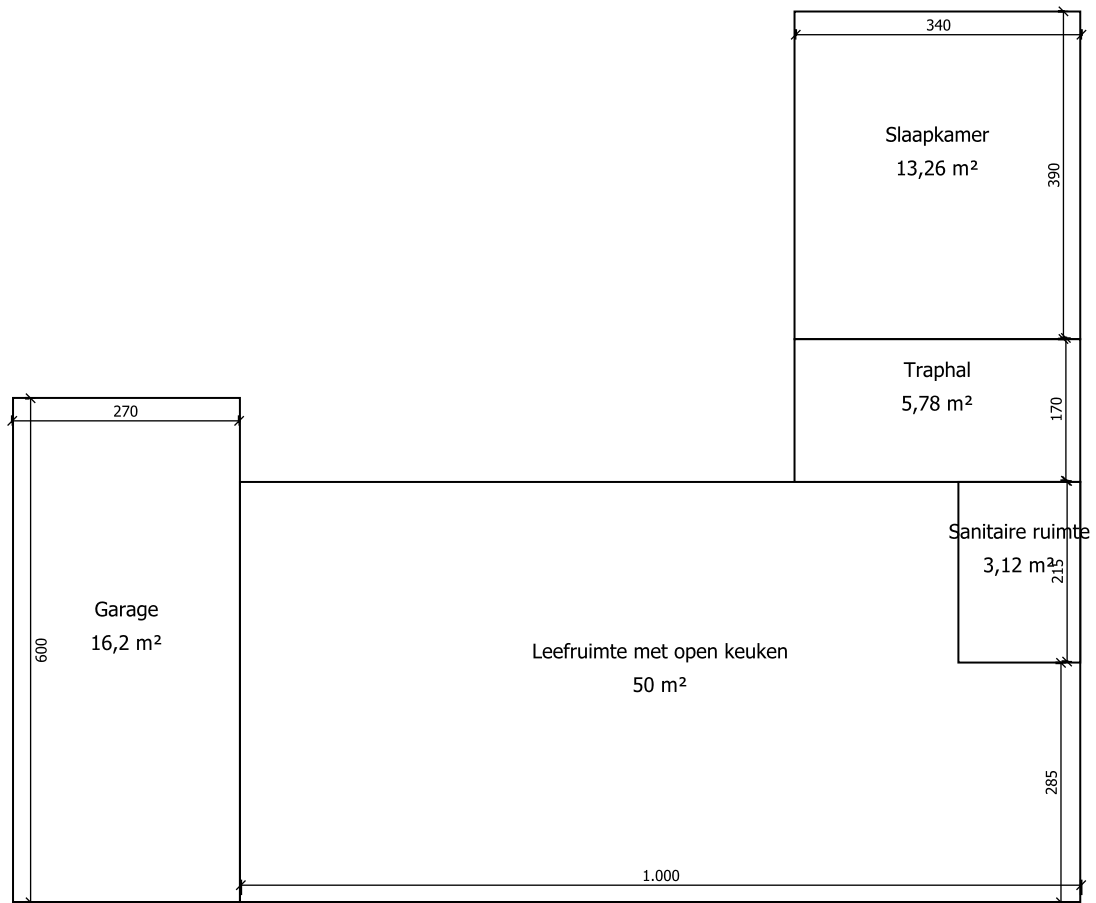 340
Slaapkamer
13,26 m²
390
Traphal
5,78 m²
170
270
Sanitaire ruimte
3,12 m²
215
Garage
16,2 m²
600
Leefruimte met open keuken
50 m²
285
1.000